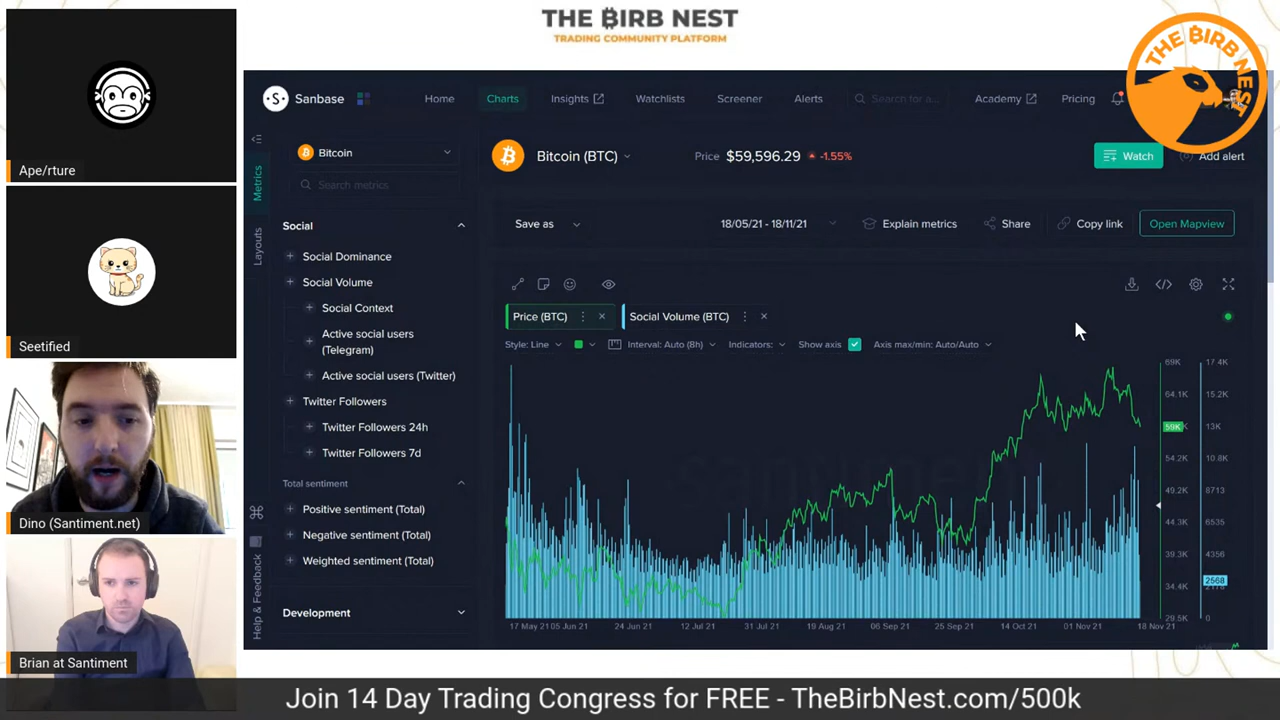 THE BIRB NEST
TRADING COMMUNITY PLATFORM
THE BIRB NEST
Ape/rture
Seetified
Dino (Santiment.net)
Brian at Santiment
Sanbase
Home
Charts
Insights
Watchlists
Screener
Alerts
Search for a...
Academy
Pricing
Metrics
Layouts
Help & Feedback
Bitcoin
Search metrics
Social
Social Dominance
Social Volume
Social Context
Active social users
(Telegram)
Active social users (Twitter)
Twitter Followers
Twitter Followers 24h
Twitter Followers 7d
Total sentiment
Positive sentiment (Total)
Negative sentiment (Total)
Weighted sentiment (Total)
Development
Bitcoin (BTC)
Price $59,596.29 -1.55%
Watch
Add alert
Save as
18/05/21 - 18/11/21
Explain metrics
Share
Copy link
Open Mapview
Price (BTC)
Social Volume (BTC)
Style: Line
Interval: Auto (8h)
Indicators:
Show axis
Axis max/min: Auto/Auto
69K 17.4K
64.1K 15.2K
59K 13K
54.2K 10.8K
49.2K 8713
44.3K 6535
39.3K 4356
2568
34.4K
29.5K 0
17 May 21 05 Jun 21 24 Jun 21 12 Jul 21 31 Jul 21 19 Aug 21 06 Sep 21 25 Sep 21 14 Oct 21 01 Nov 21 18 Nov 21
Join 14 Day Trading Congress for FREE - TheBirbNest.com/500k